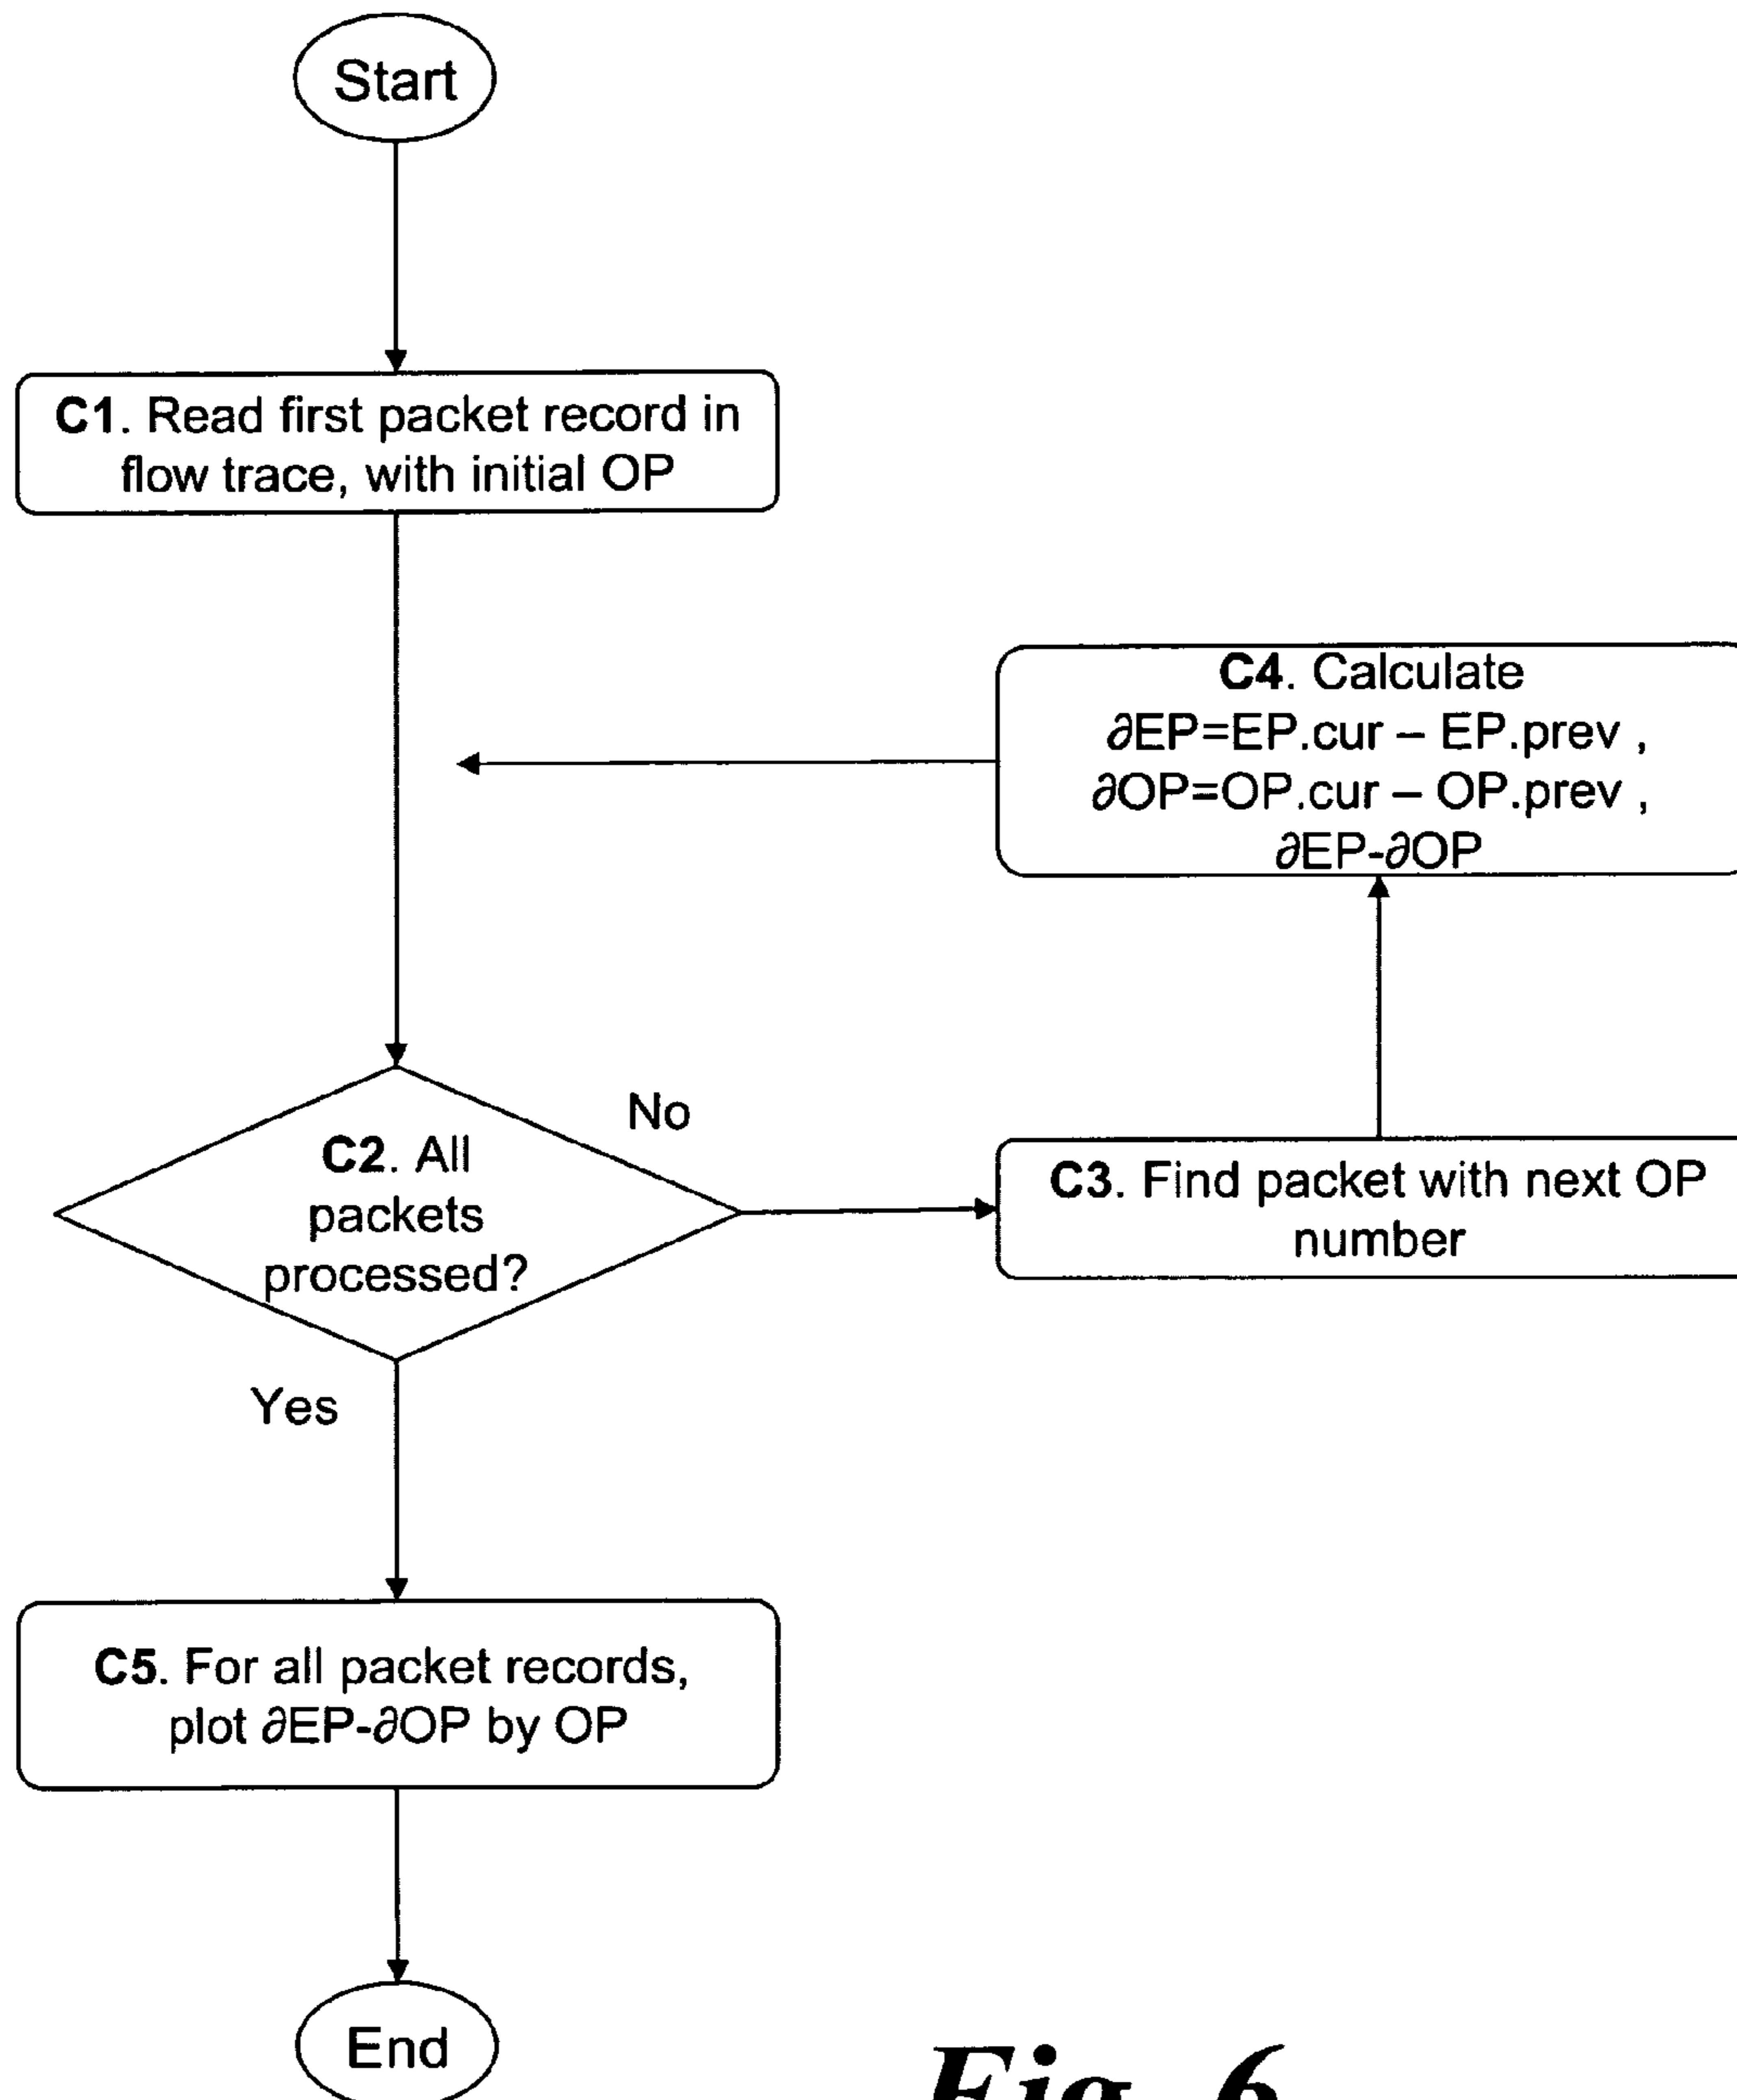 Start
C1. Read first packet record in
flow trace, with initial OP
C4. Calculate
∂EP=EP.cur – EP.prev ,
∂OP=OP.cur – OP.prev ,
∂EP-∂OP
No
C2. All
packets
processed?
C3. Find packet with next OP
number
Yes
C5. For all packet records,
plot ∂EP-∂OP by OP
End
Fig. 6